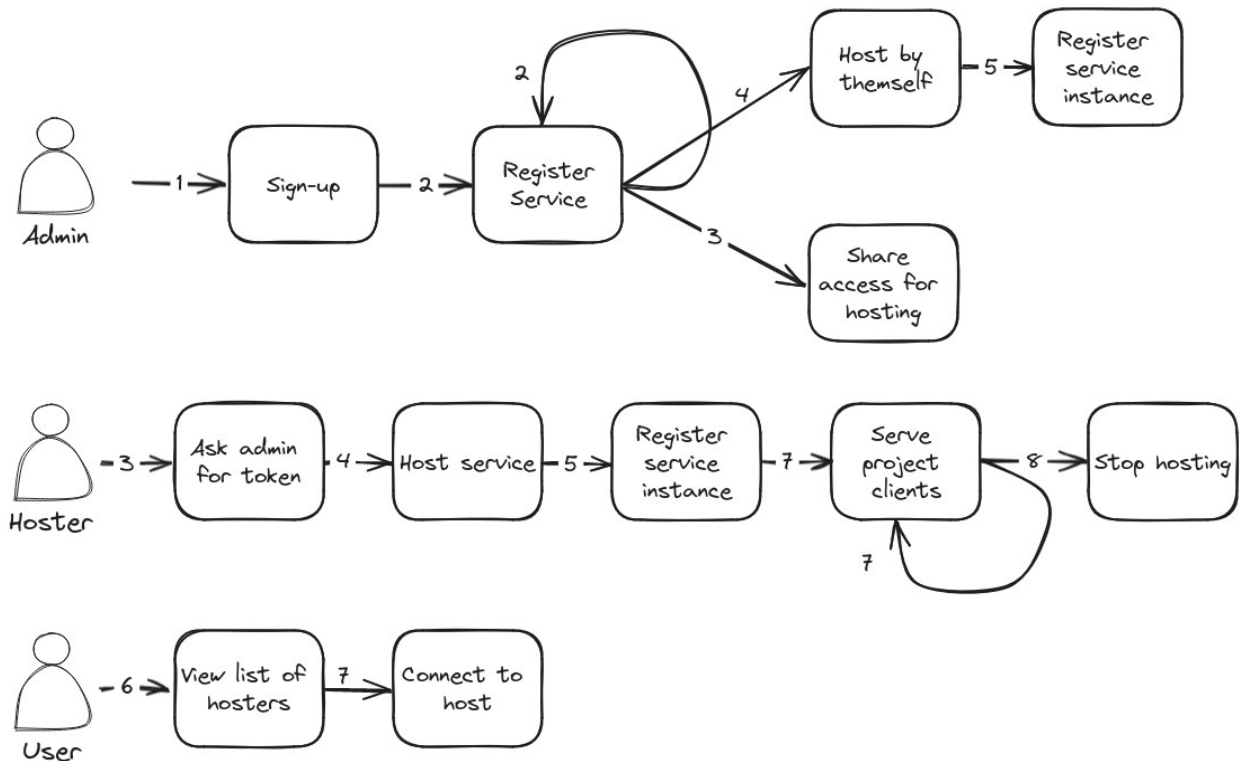 Admin
1
Sign-up
2
Register
Service
2
4
Host by
themself
5
Register
service
instance
3
Share
access for
hosting
Hoster
3
Ask admin
for token
4
Host service
5
Register
service
instance
7
Serve
project
clients
7
8
Stop hosting
User
6
View list of
hosters
7
Connect to
host